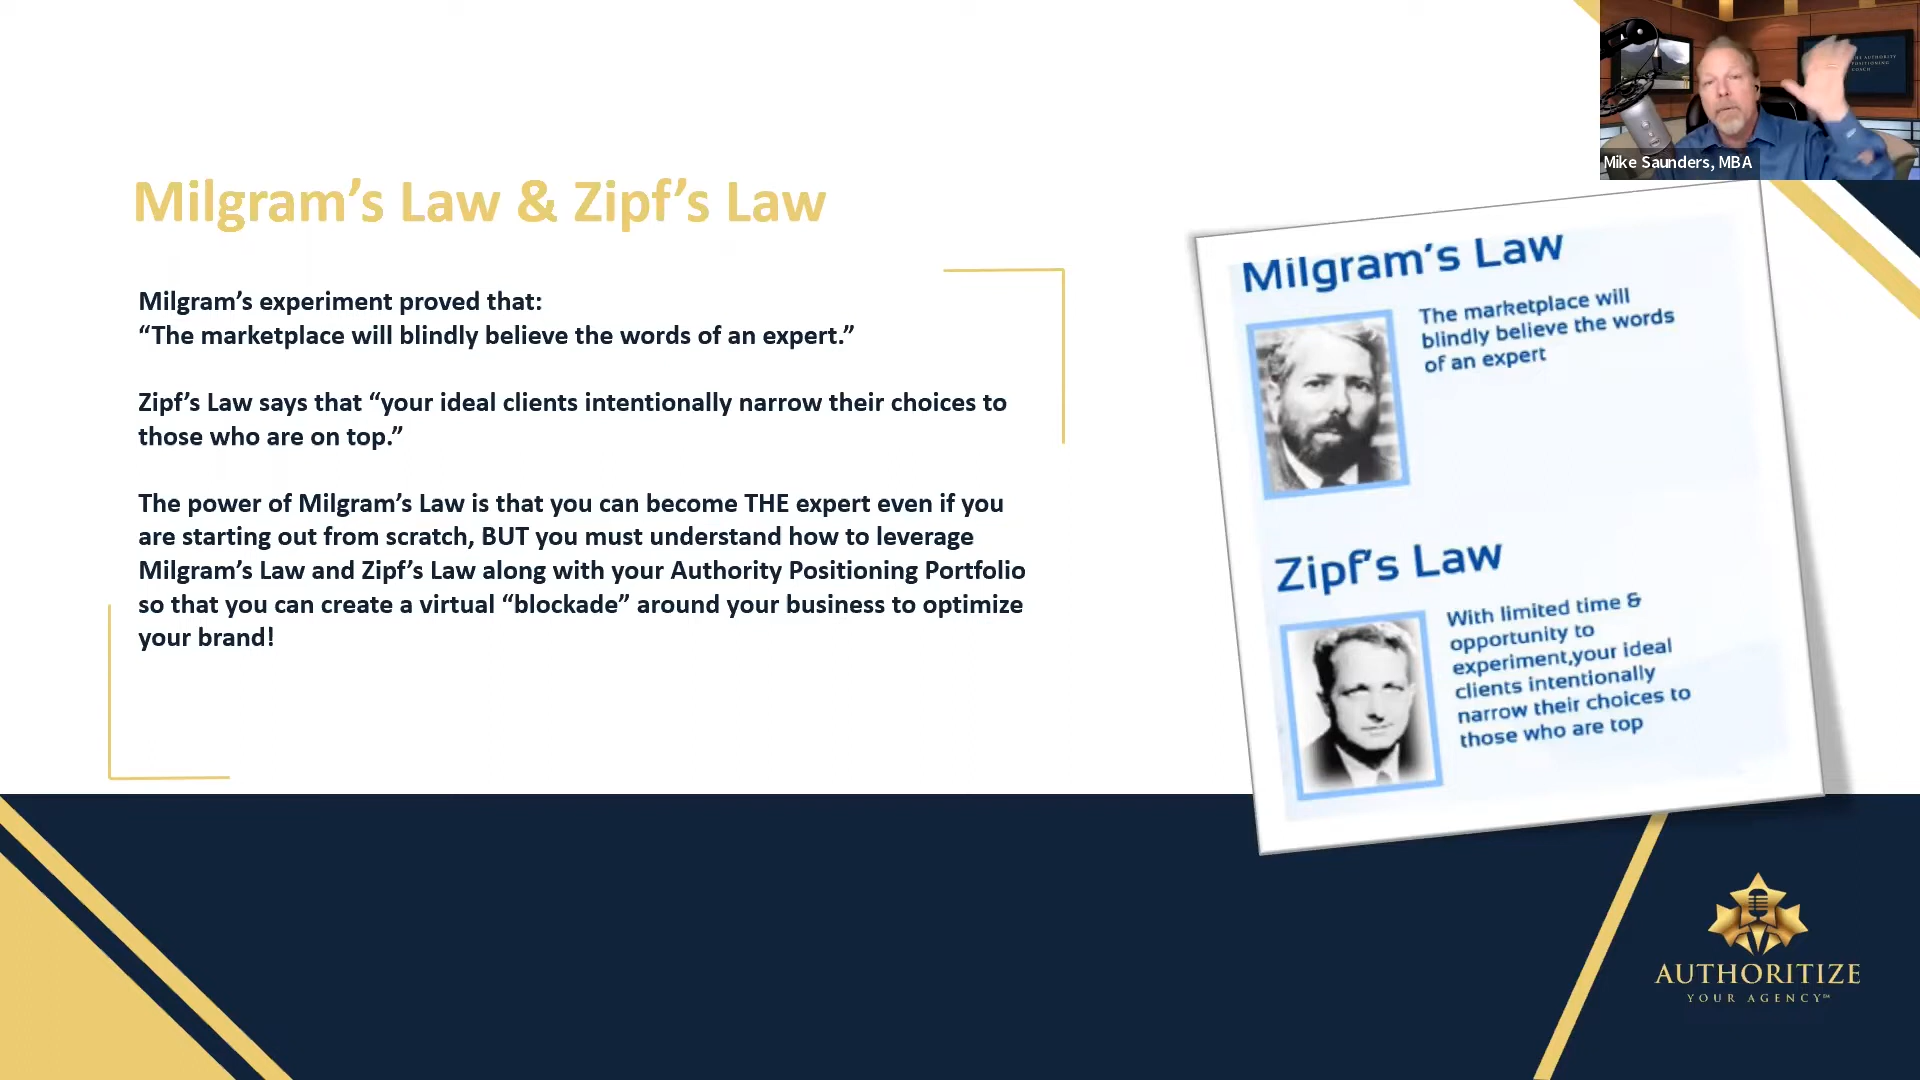 Mike Saunders, MBA
THE AUTHORITY
POSITIONING
COACH
Milgram’s Law & Zipf’s Law
Milgram’s experiment proved that:
“The marketplace will blindly believe the words of an expert.”
Zipf’s Law says that “your ideal clients intentionally narrow their choices to
those who are on top.”
The power of Milgram’s Law is that you can become THE expert even if you
are starting out from scratch, BUT you must understand how to leverage
Milgram’s Law and Zipf’s Law along with your Authority Positioning Portfolio
so that you can create a virtual “blockade” around your business to optimize
your brand!
Milgram’s Law
The marketplace will
blindly believe the words
of an expert
Zipf’s Law
With limited time &
opportunity to
experiment,your ideal
clients intentionally
narrow their choices to
those who are top
AUTHORITIZE
YOUR AGENCY™